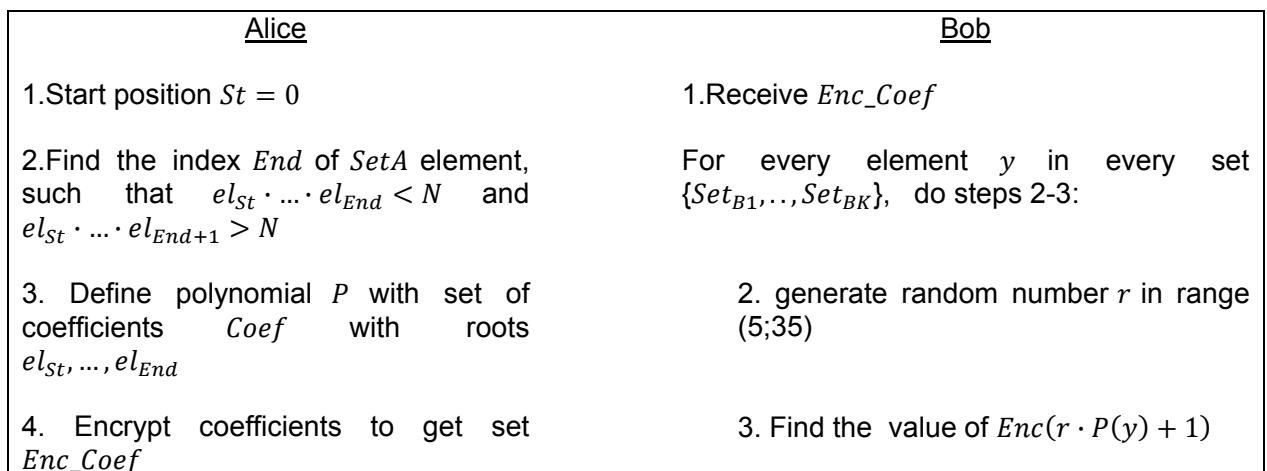 Alice
1.Start position St = 0
2.Find the index End of SetA element,
such that el_St · … · el_End < N and
el_St · … · el_End+1 > N
3. Define polynomial P with set of
coefficients Coef with roots
el_St, … , el_End
4. Encrypt coefficients to get set
Enc_Coef
Bob
1.Receive Enc_Coef
For every element y in every set
{Set_B1,..,Set_BK}, do steps 2-3:
2. generate random number r in range
(5;35)
3. Find the value of Enc(r · P(y) + 1)